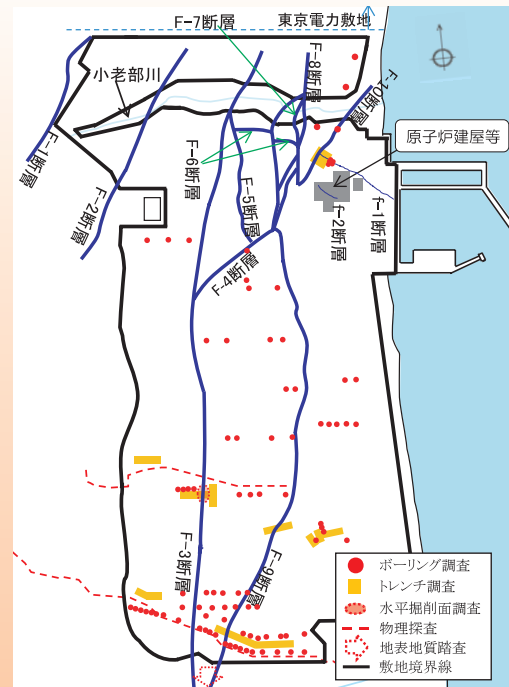 F-7断層
東京電力敷地
F-8断層
小老部川
F-10断層
原子炉建屋等
F-1断層
F-6断層
F-2断層
F-5断層
f-2断層
f-1断層
F-4断層
F-3断層
F-9断層
ボーリング調査
トレンチ調査
水平掘削面調査
物理探査
地表地質踏査
敷地境界線